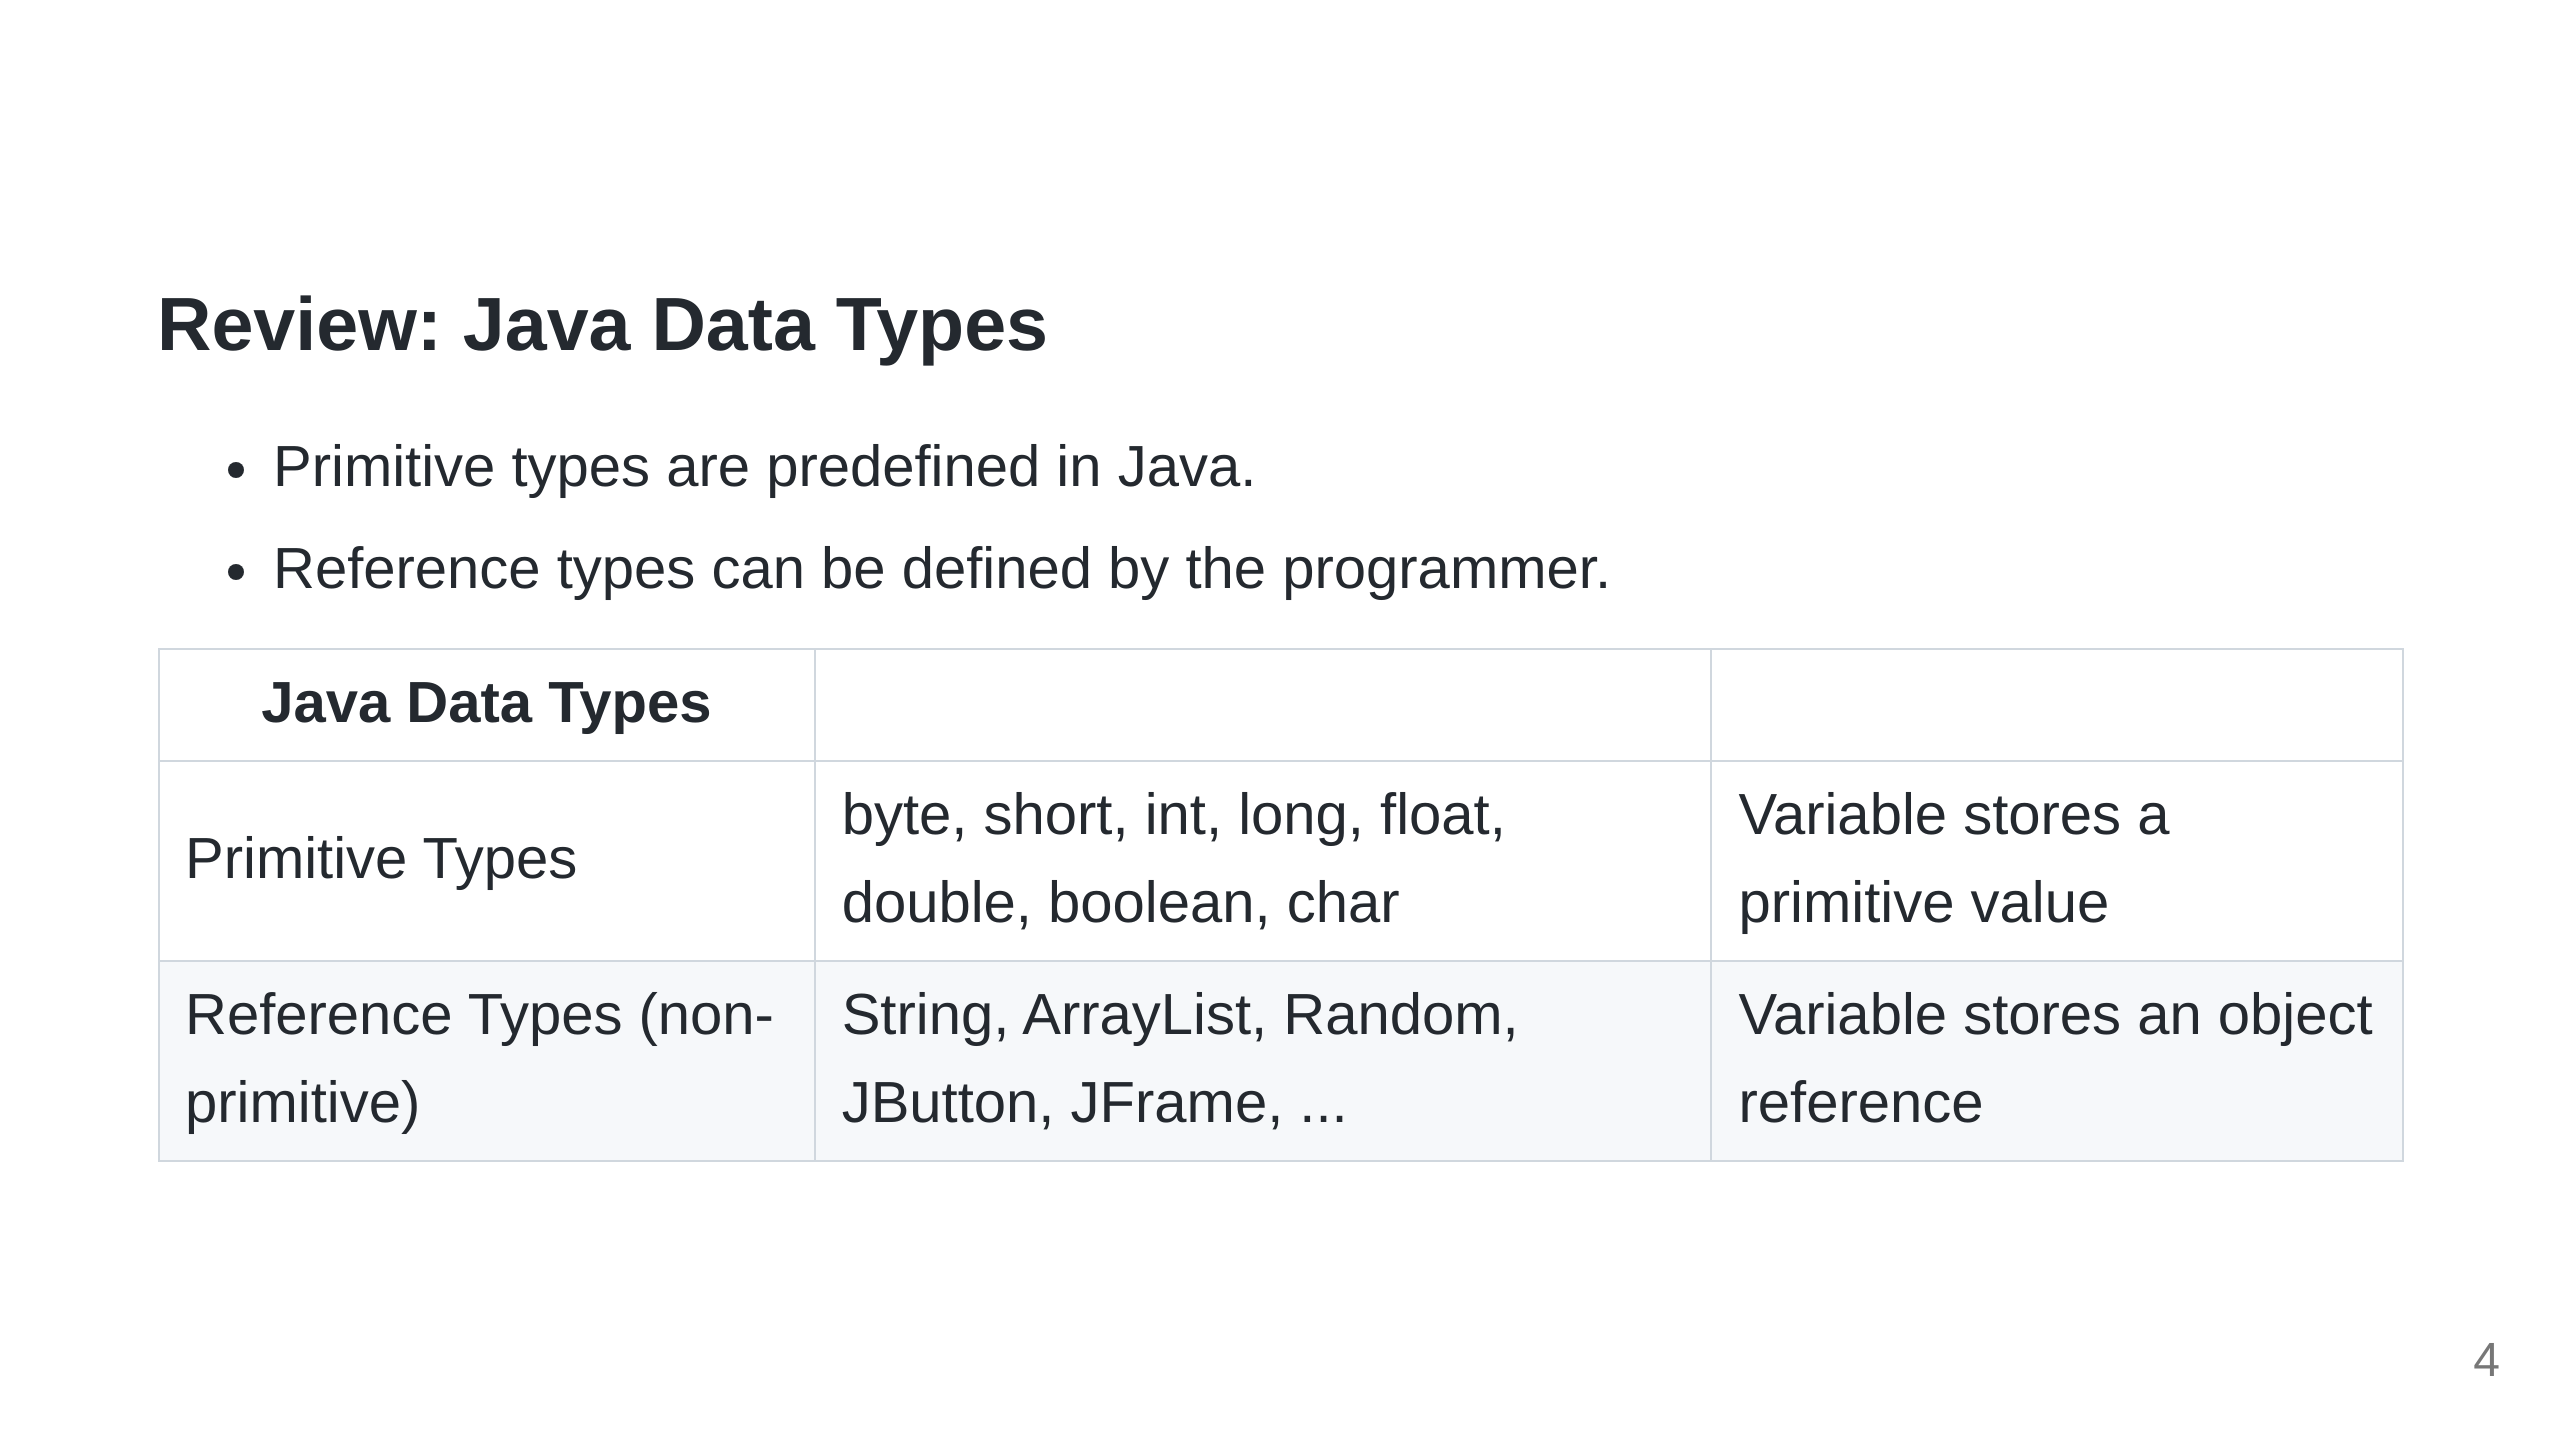 Review: Java Data Types
• Primitive types are predefined in Java.
• Reference types can be defined by the programmer.
Java Data Types
Primitive Types
byte, short, int, long, float,
double, boolean, char
Variable stores a
primitive value
Reference Types (non-
primitive)
String, ArrayList, Random,
JButton, JFrame, ...
Variable stores an object
reference
4